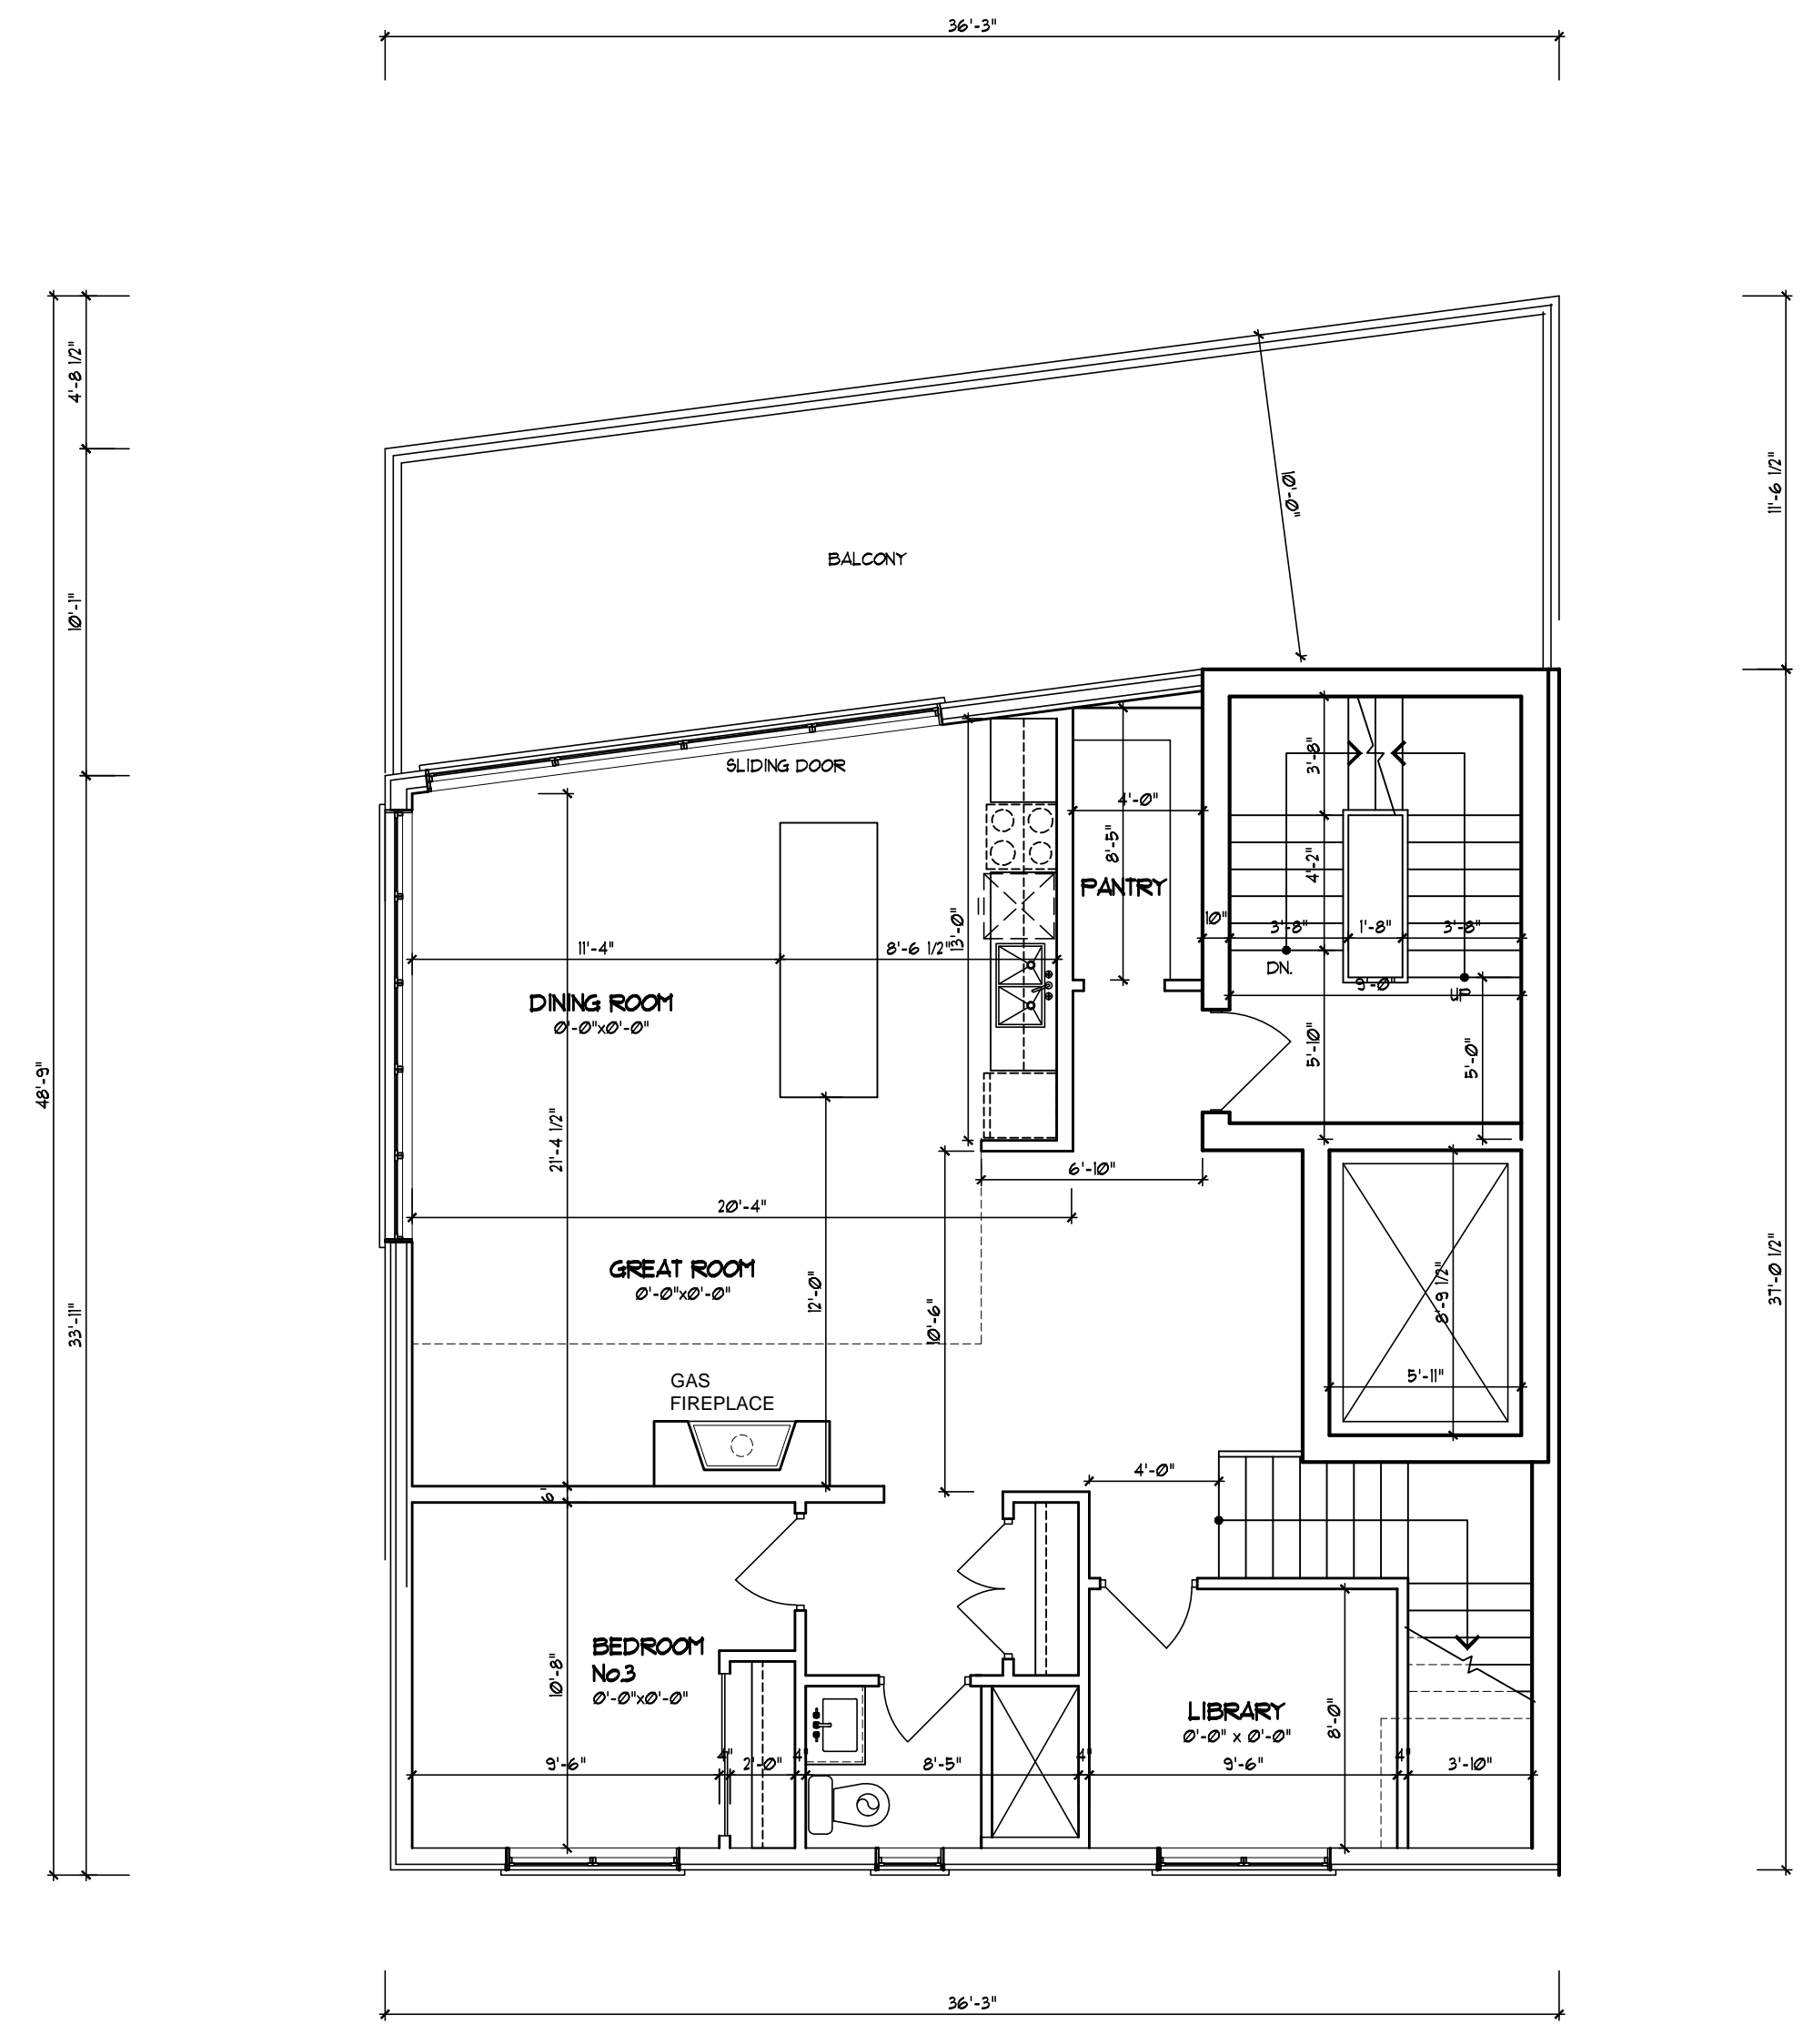 36'-3"
4'-8 1/2"
11'-6 1/2"
10'-0"
10'-1"
BALCONY
SLIDING DOOR
3'-8"
4'-0"
8'-5"
4'-2"
PANTRY
10"
3'-8"
1'-8"
3'-8"
11'-4"
8'-6 1/2"
13'-0"
DN.
UP
9'-0"
DINING ROOM
0'-0"x0'-0"
5'-10"
5'-0"
48'-9"
21'-4 1/2"
6'-10"
20'-4"
GREAT ROOM
0'-0"x0'-0"
12'-0"
10'-6"
8'-9 1/2"
37'-0 1/2"
33'-11"
5'-11"
GAS
FIREPLACE
4'-0"
6"
BEDROOM
No.3
0'-0"x0'-0"
10'-8"
LIBRARY
0'-0" x 0'-0"
8'-0"
9'-6"
4"
2'-0"
4"
8'-5"
4"
9'-6"
4"
3'-10"
36'-3"